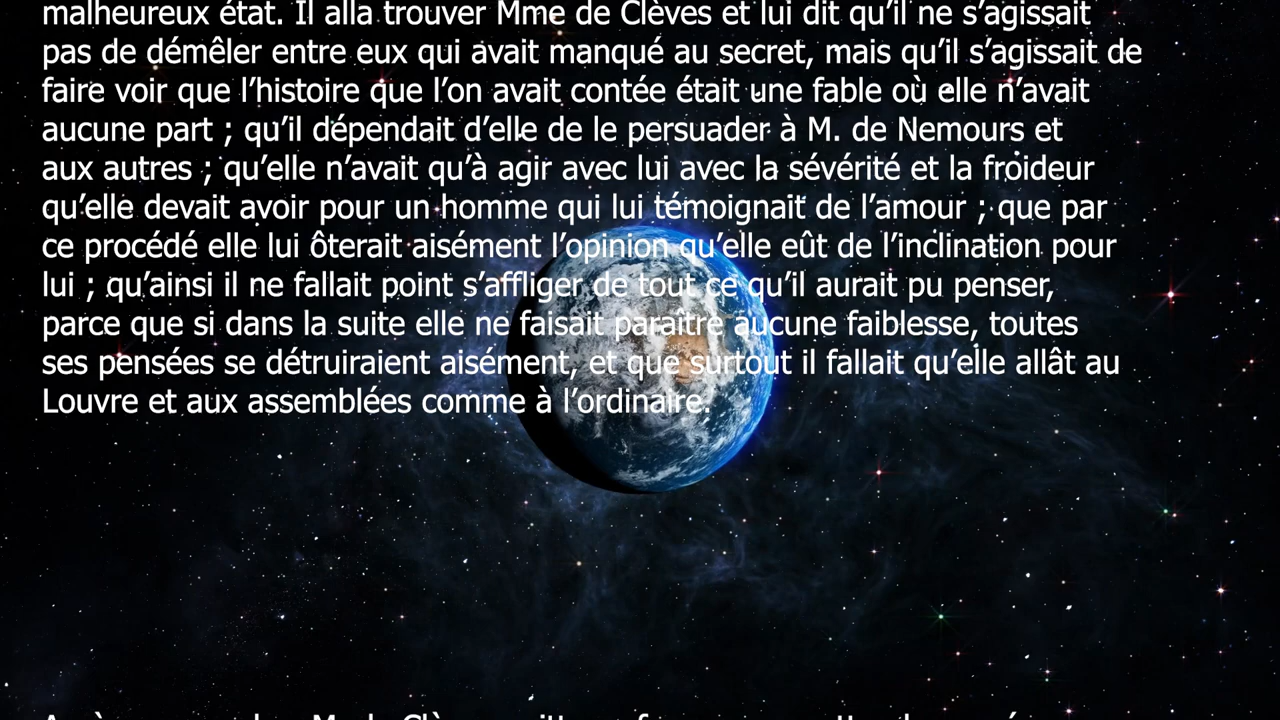 malheureux état. Il alla trouver Mme de Clèves et lui dit qu’il ne s’agissait
pas de démêler entre eux qui avait manqué au secret, mais qu’il s’agissait de
faire voir que l’histoire que l’on avait contée était une fable où elle n’avait
aucune part ; qu’il dépendait d’elle de le persuader à M. de Nemours et
aux autres ; qu’elle n’avait qu’à agir avec lui avec la sévérité et la froideur
qu’elle devait avoir pour un homme qui lui témoignait de l’amour ; que par
ce procédé elle lui ôterait aisément l’opinion qu’elle eût de l’inclination pour
lui ; qu’ainsi il ne fallait point s’affliger de tout ce qu’il aurait pu penser,
parce que si dans la suite elle ne faisait paraître aucune faiblesse, toutes
ses pensées se détruiraient aisément, et que surtout il fallait qu’elle allât au
Louvre et aux assemblées comme à l’ordinaire.